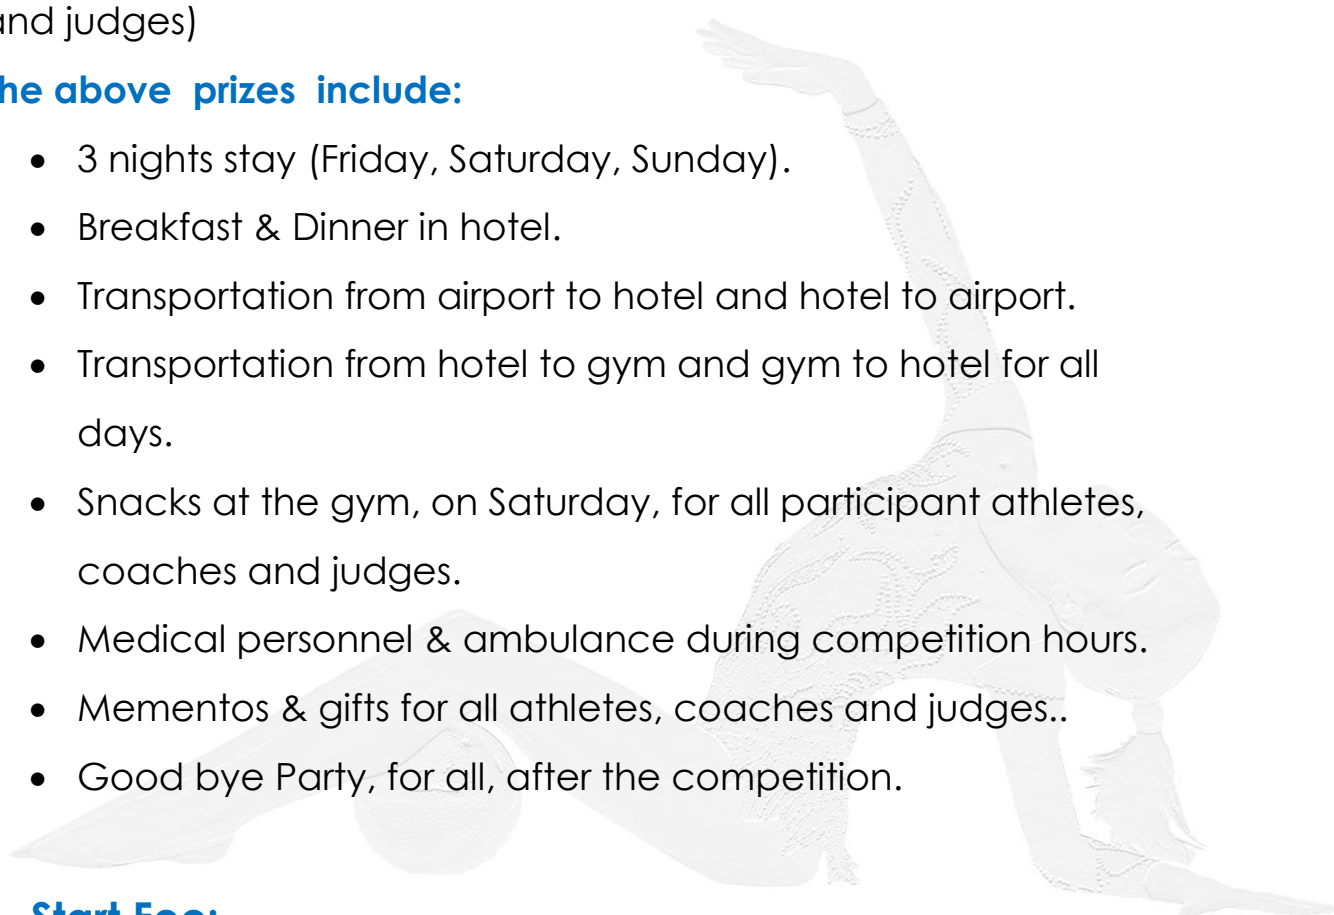 and judges)
he above prizes include:
• 3 nights stay (Friday, Saturday, Sunday).
• Breakfast & Dinner in hotel.
• Transportation from airport to hotel and hotel to airport.
• Transportation from hotel to gym and gym to hotel for all
days.
• Snacks at the gym, on Saturday, for all participant athletes,
coaches and judges.
• Medical personnel & ambulance during competition hours.
• Mementos & gifts for all athletes, coaches and judges..
• Good bye Party, for all, after the competition.
Start Fee: